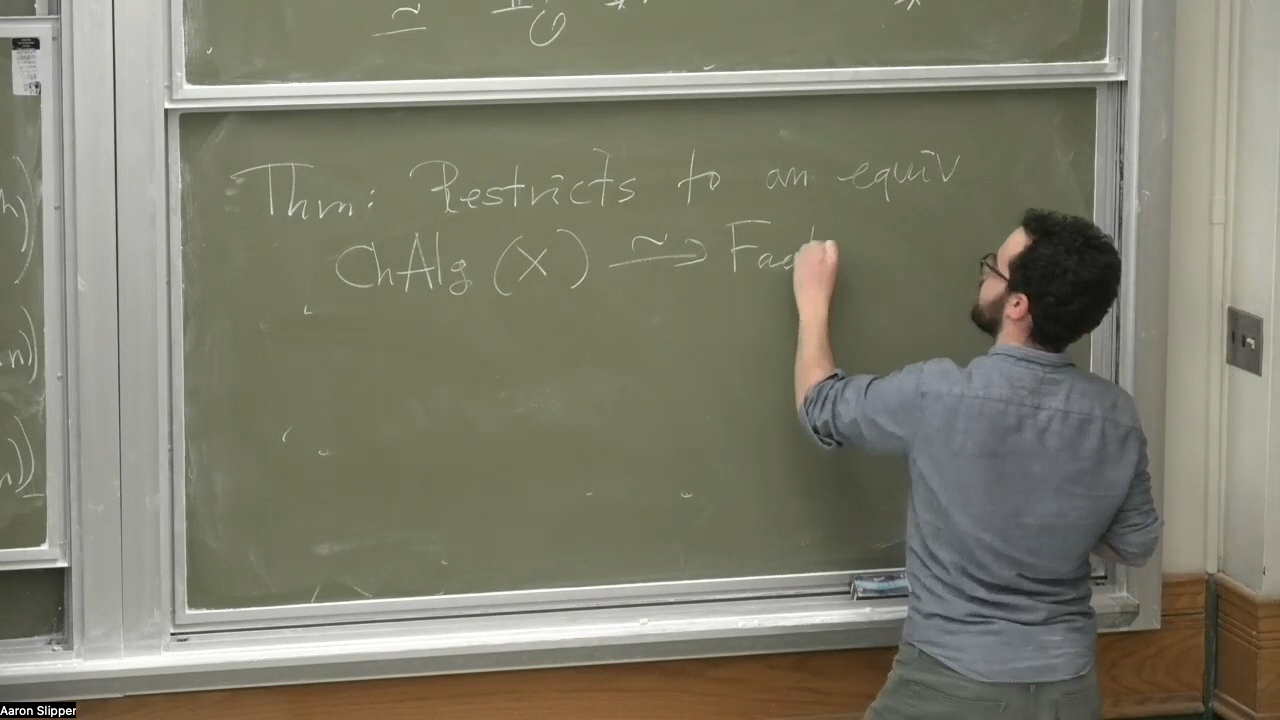 Thm: Restricts to an equiv
ChAlg (X) ⥲ Fact
Aaron Slipper